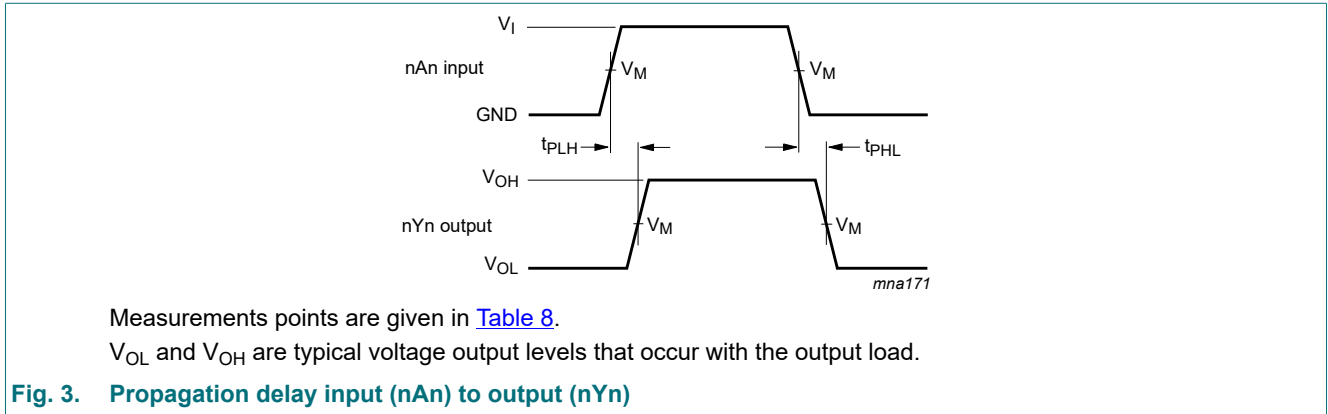 V_I
nAn input
V_M
V_M
GND
t_PLH
t_PHL
V_OH
nYn output
V_M
V_M
V_OL
mna171
Measurements points are given in Table 8.
V_OL and V_OH are typical voltage output levels that occur with the output load.
Fig. 3. Propagation delay input (nAn) to output (nYn)